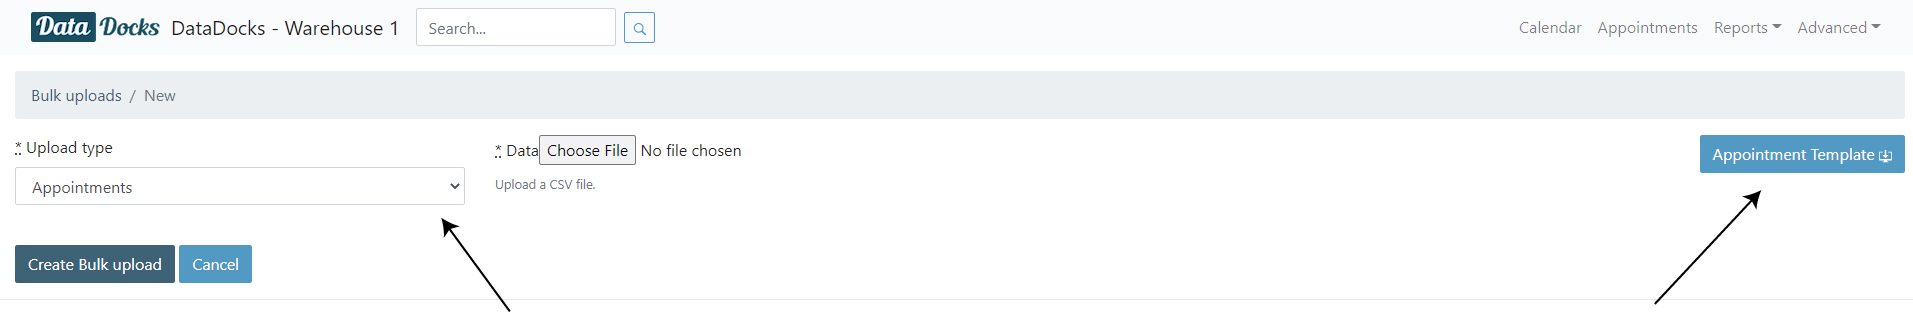 Data Docks DataDocks - Warehouse 1 Search... Calendar Appointments Reports Advanced
Bulk uploads / New
* Upload type
* Data Choose File No file chosen
Appointment Template
Appointments
Upload a CSV file.
Create Bulk upload Cancel